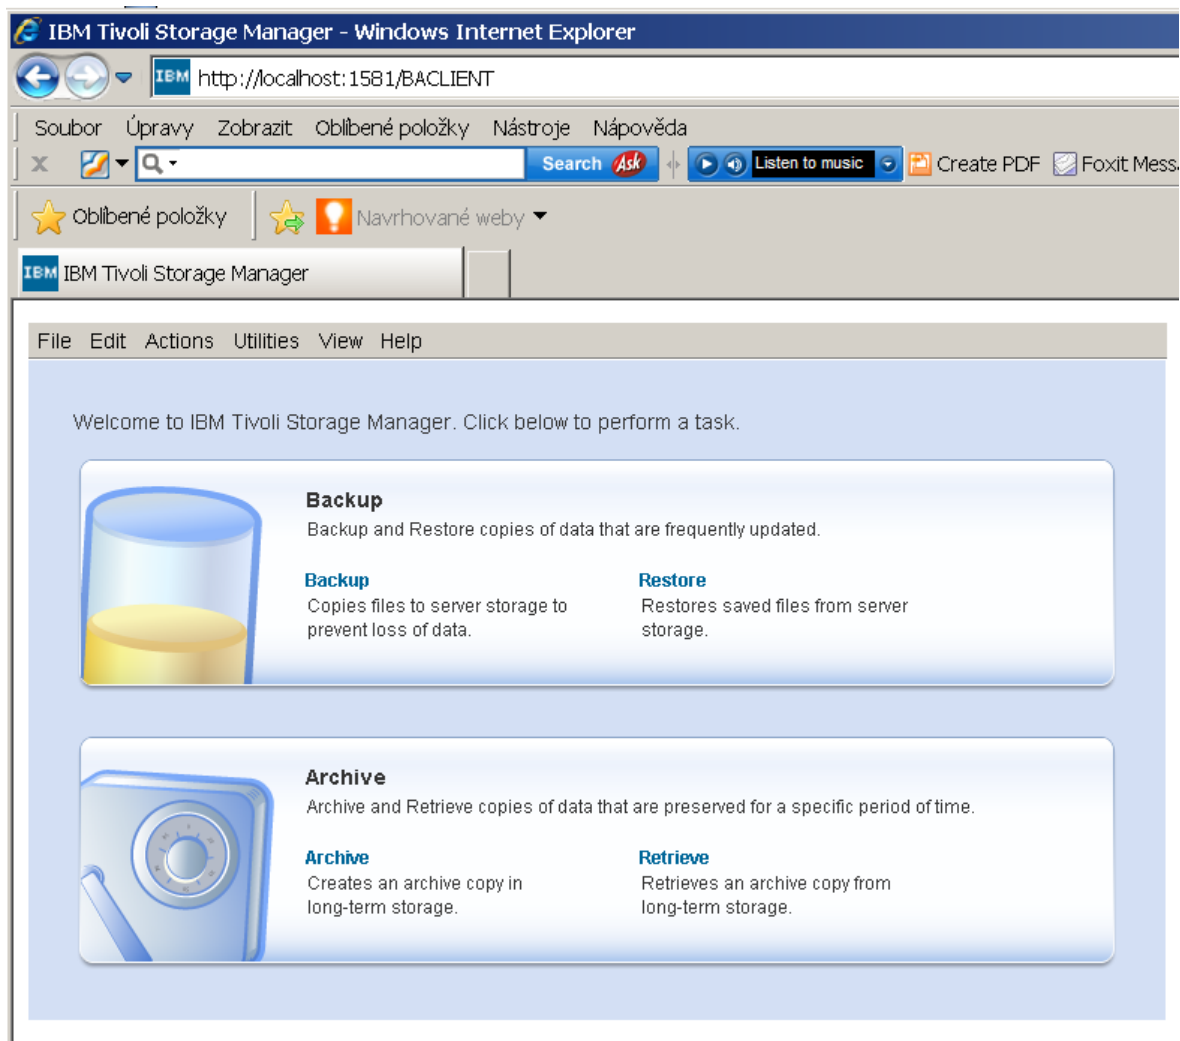 IBM Tivoli Storage Manager - Windows Internet Explorer
IBM http://localhost:1581/BACLIENT
Soubor Úpravy Zobrazit Oblíbené položky Nástroje Nápověda
x Search Ask Listen to music Create PDF Foxit Mess
Oblíbené položky Navrhované weby
IBM IBM Tivoli Storage Manager
File Edit Actions Utilities View Help
Welcome to IBM Tivoli Storage Manager. Click below to perform a task.
Backup
Backup and Restore copies of data that are frequently updated.
Backup Restore
Copies files to server storage to Restores saved files from server
prevent loss of data. storage.
Archive
Archive and Retrieve copies of data that are preserved for a specific period of time.
Archive Retrieve
Creates an archive copy in Retrieves an archive copy from
long-term storage. long-term storage.